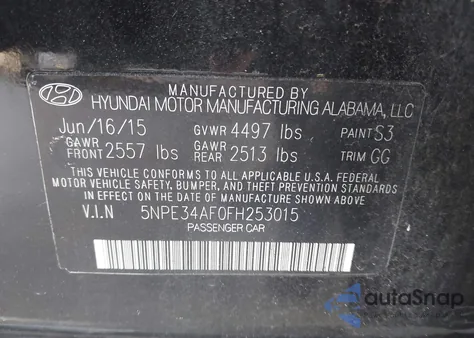 MANUFACTURED BY
HYUNDAI MOTOR MANUFACTURING ALABAMA, LLC
Jun/16/15 GVWR 4497 lbs PAINT S3
GAWR FRONT 2557 lbs GAWR REAR 2513 lbs TRIM GG
THIS VEHICLE CONFORMS TO ALL APPLICABLE U.S.A. FEDERAL
MOTOR VEHICLE SAFETY, BUMPER, AND THEFT PREVENTION STANDARDS
IN EFFECT ON THE DATE OF MANUFACTURE SHOWN ABOVE.
V.I.N 5NPE34AF0FH253015
PASSENGER CAR
autoSnap